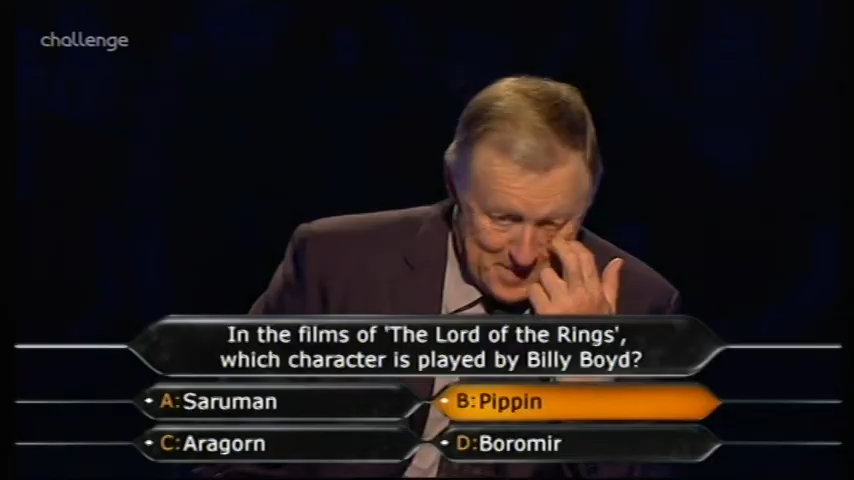 challenge
In the films of 'The Lord of the Rings',
which character is played by Billy Boyd?
A: Saruman
B: Pippin
C: Aragorn
D: Boromir